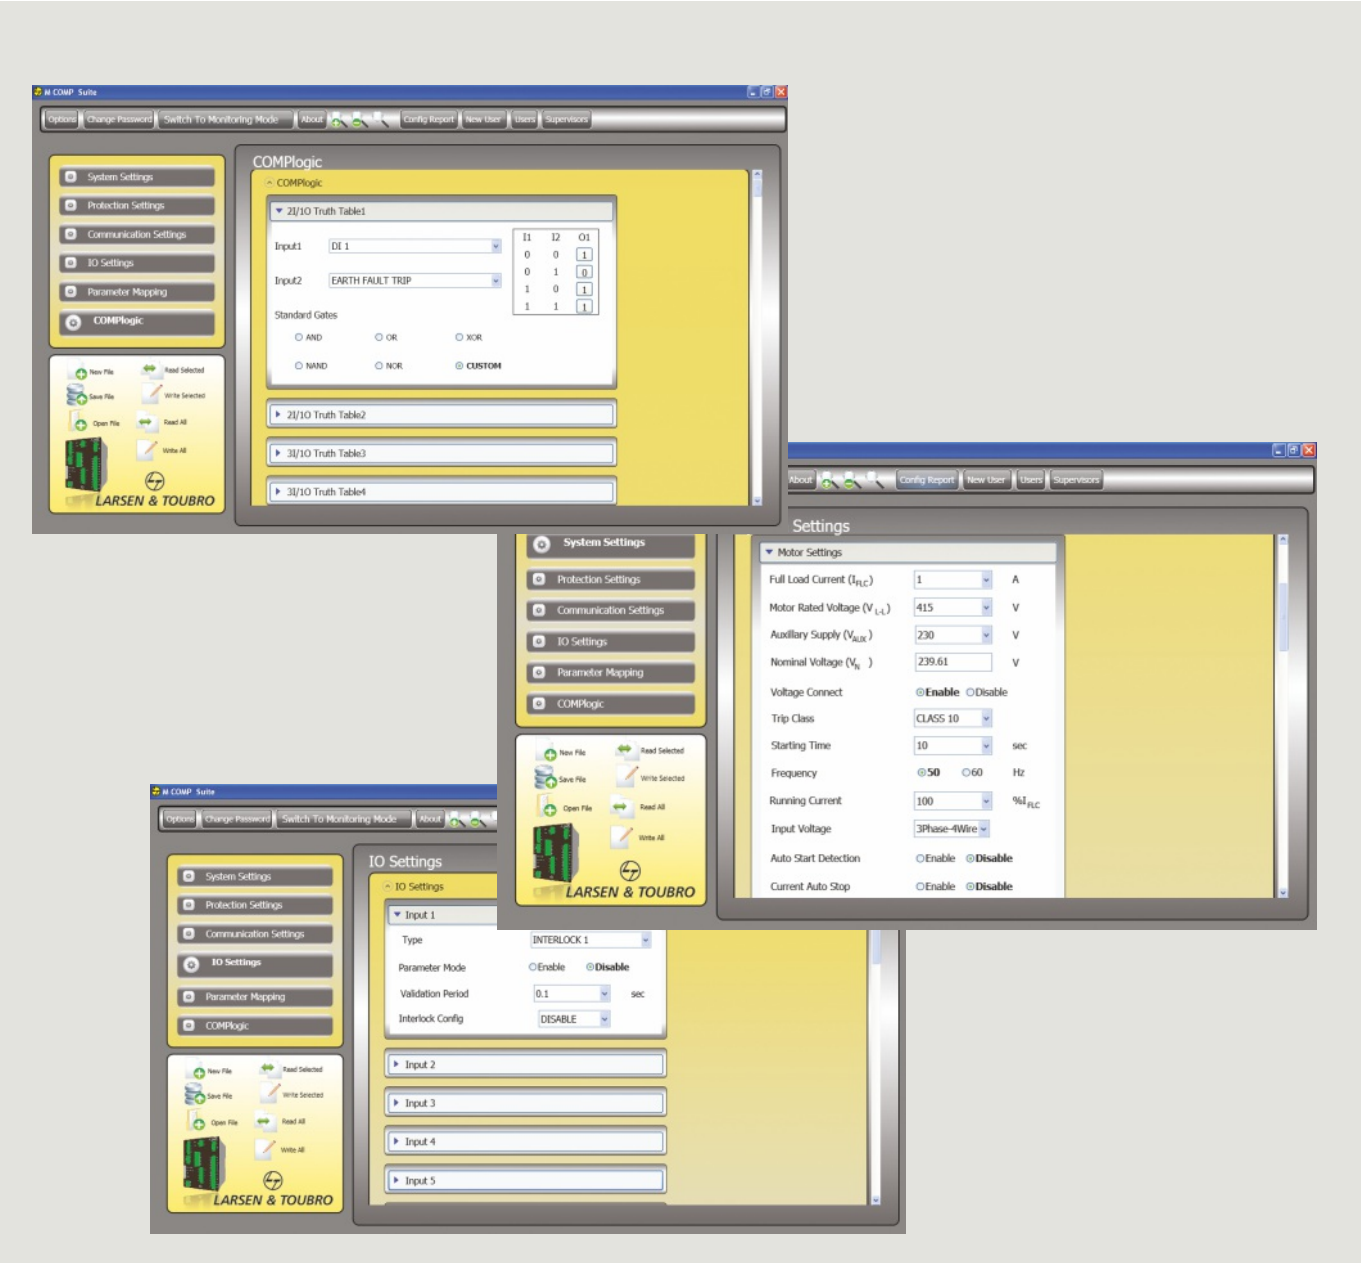 M COMP Suite
Options Change Password Switch To Monitoring Mode About Config Report New User Users Supervisors
System Settings
Protection Settings
Communication Settings
IO Settings
Parameter Mapping
COMPlogic
New File Read Selected
Save File Write Selected
Open File Read All
Write All
LARSEN & TOUBRO
COMPlogic
COMPlogic
2I/1O Truth Table1
Input1 DI 1
Input2 EARTH FAULT TRIP
I1 I2 O1
0 0 1
0 1 0
1 0 1
1 1 1
Standard Gates
AND OR XOR
NAND NOR CUSTOM
2I/1O Truth Table2
3I/1O Truth Table3
3I/1O Truth Table4
About Config Report New User Users Supervisors
System Settings
Protection Settings
Communication Settings
IO Settings
Parameter Mapping
COMPlogic
New File Read Selected
Save File Write Selected
Open File Read All
Write All
LARSEN & TOUBRO
Settings
Motor Settings
Full Load Current (IFLC) 1 A
Motor Rated Voltage (V L-L) 415 V
Auxillary Supply (VAUX) 230 V
Nominal Voltage (VN ) 239.61 V
Voltage Connect Enable Disable
Trip Class CLASS 10
Starting Time 10 sec
Frequency 50 60 Hz
Running Current 100 %I FLC
Input Voltage 3Phase-4Wire
Auto Start Detection Enable Disable
Current Auto Stop Enable Disable
M COMP Suite
Options Change Password Switch To Monitoring Mode About
System Settings
Protection Settings
Communication Settings
IO Settings
Parameter Mapping
COMPlogic
New File Read Selected
Save File Write Selected
Open File Read All
Write All
LARSEN & TOUBRO
IO Settings
IO Settings
Input 1
Type INTERLOCK 1
Parameter Mode Enable Disable
Validation Period 0.1 sec
Interlock Config DISABLE
Input 2
Input 3
Input 4
Input 5